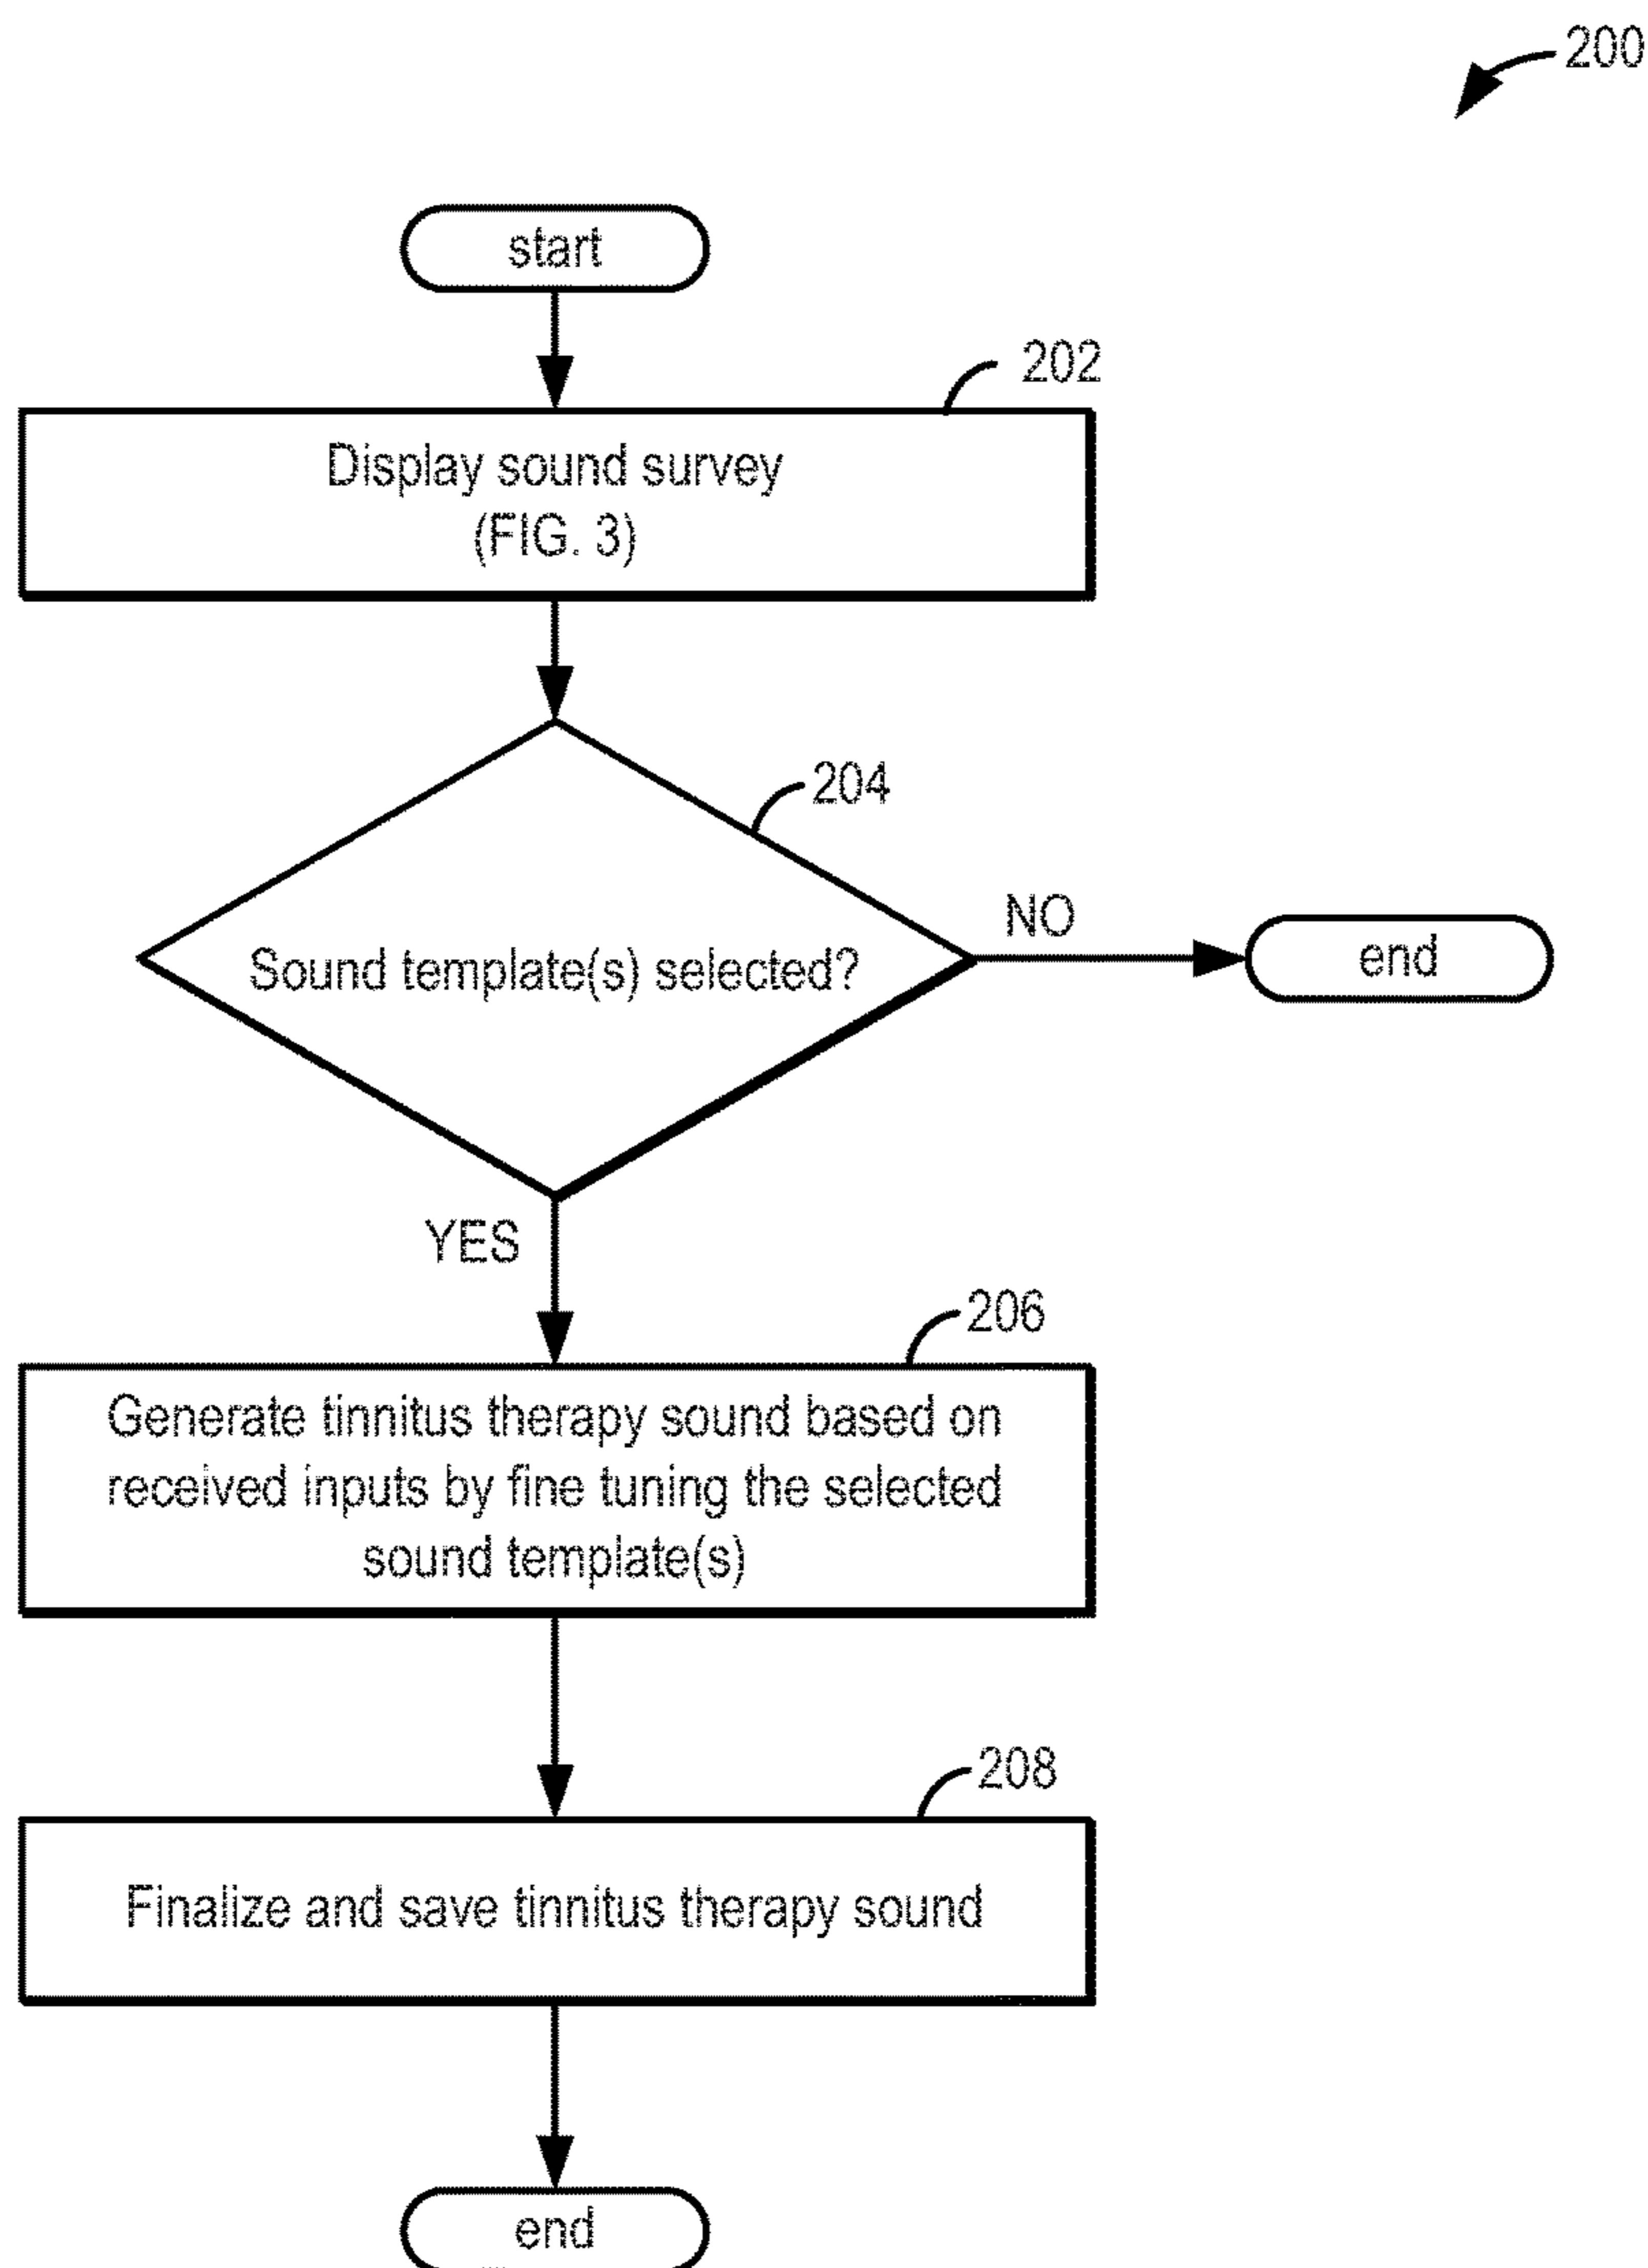 200
start
202
Display sound survey
(FIG. 3)
204
Sound template(s) selected?
NO
end
YES
206
Generate tinnitus therapy sound based on
received inputs by fine tuning the selected
sound template(s)
208
Finalize and save tinnitus therapy sound
end